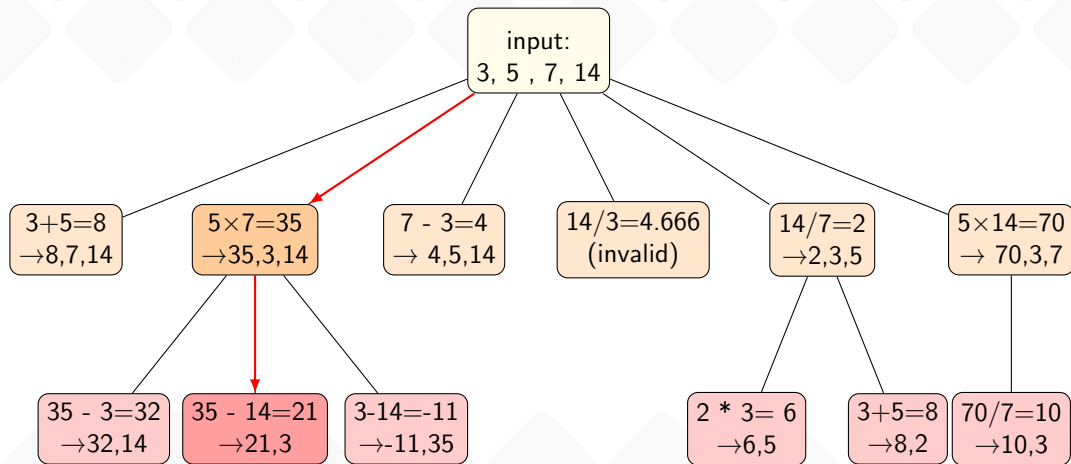 input:
3, 5 , 7, 14
3+5=8
→8,7,14
5×7=35
→35,3,14
7 - 3=4
→ 4,5,14
14/3=4.666
(invalid)
14/7=2
→2,3,5
5×14=70
→ 70,3,7
35 - 3=32
→32,14
35 - 14=21
→21,3
3-14=-11
→-11,35
2 * 3= 6
→6,5
3+5=8
→8,2
70/7=10
→10,3